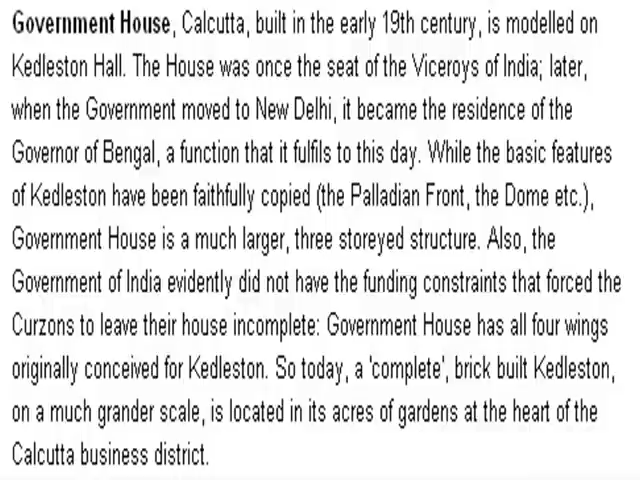 Government House, Calcutta, built in the early 19th century, is modelled on
Kedleston Hall. The House was once the seat of the Viceroys of India; later,
when the Government moved to New Delhi, it became the residence of the
Governor of Bengal, a function that it fulfils to this day. While the basic features
of Kedleston have been faithfully copied (the Palladian Front, the Dome etc.),
Government House is a much larger, three storeyed structure. Also, the
Government of India evidently did not have the funding constraints that forced the
Curzons to leave their house incomplete: Government House has all four wings
originally conceived for Kedleston. So today, a 'complete', brick built Kedleston,
on a much grander scale, is located in its acres of gardens at the heart of the
Calcutta business district.